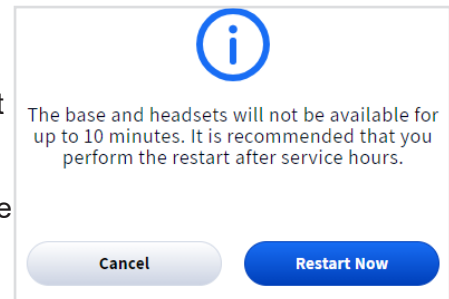 The base and headsets will not be available for
up to 10 minutes. It is recommended that you
perform the restart after service hours.
Cancel Restart Now